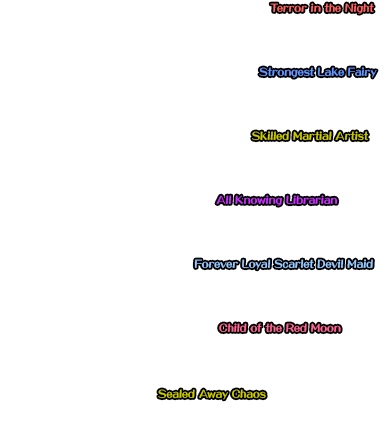 Terror in the Night
Strongest Lake Fairy
Skilled Martial Artist
All Knowing Librarian
Forever Loyal Scarlet Devil Maid
Child of the Red Moon
Sealed Away Chaos